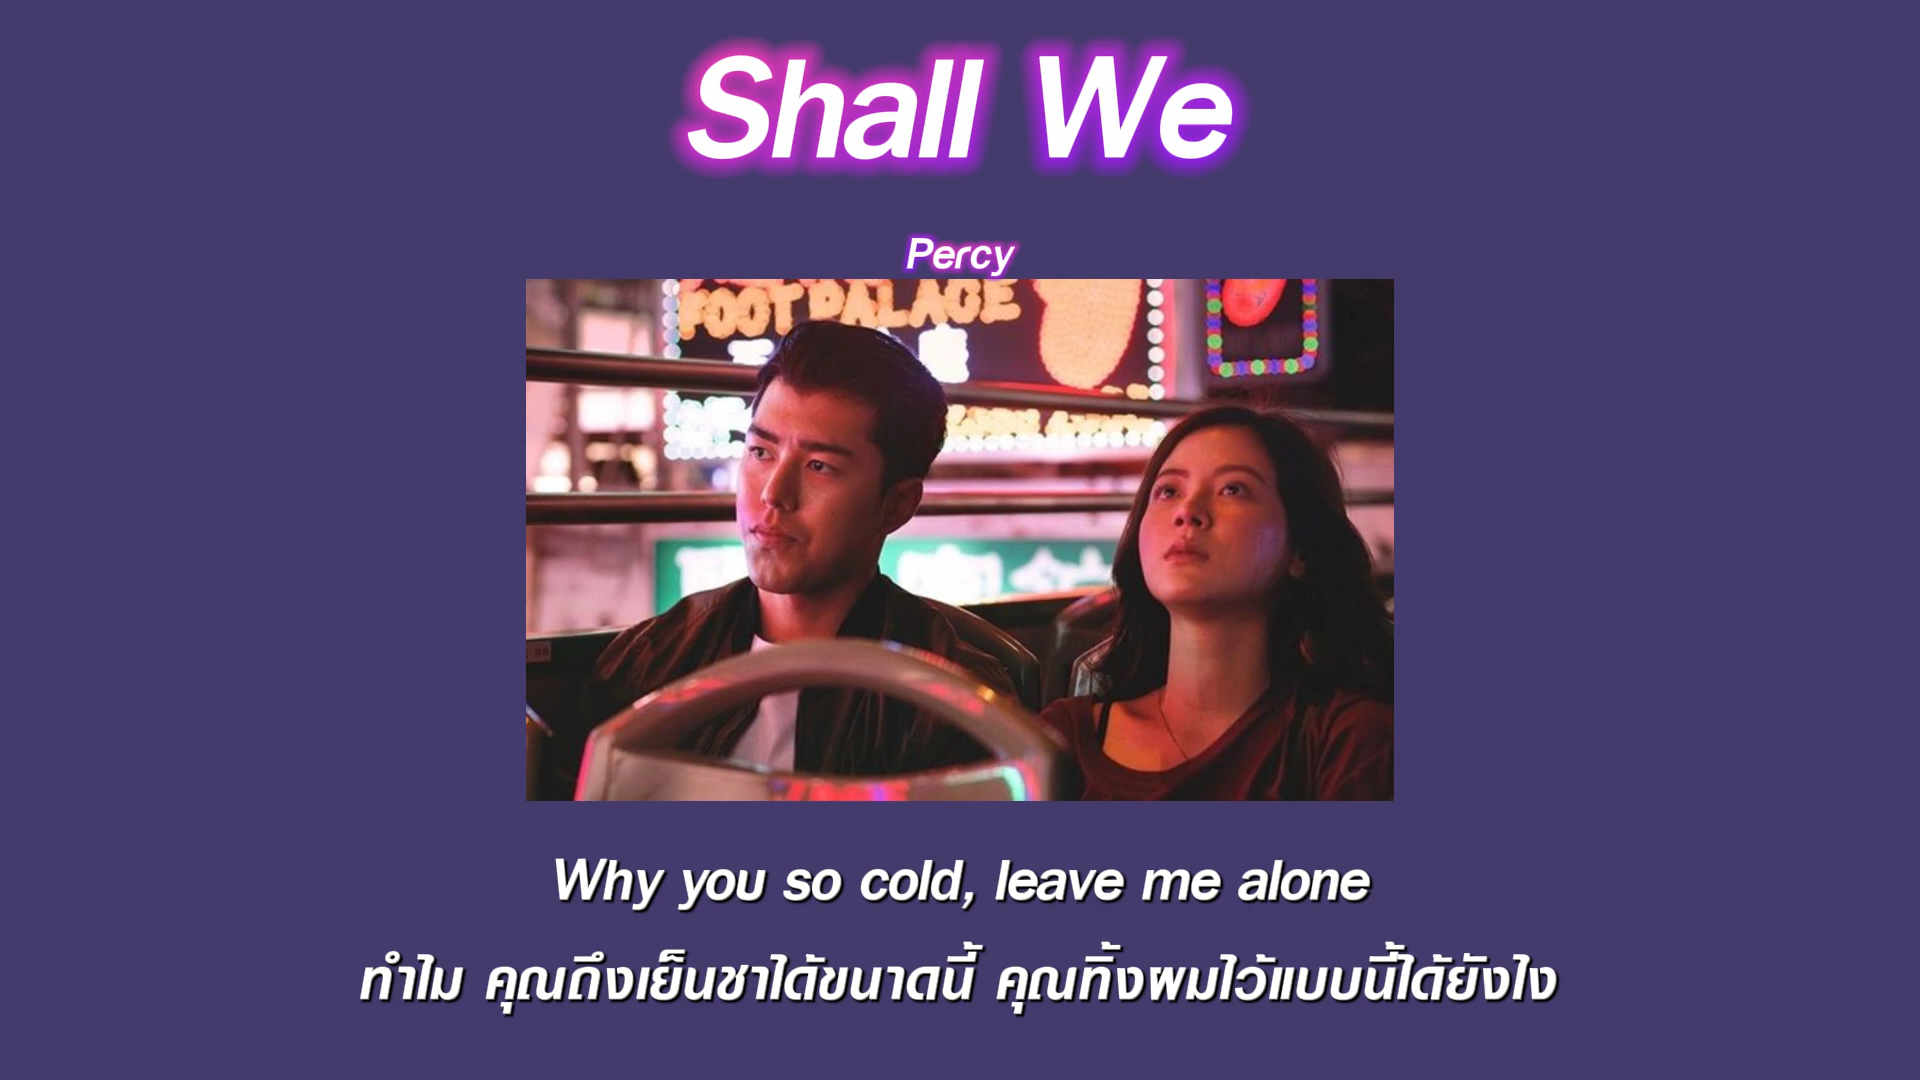 Shall We
Percy
FOOT PALACE
Why you so cold, leave me alone
ทำไม คุณถึงเย็นชาได้ขนาดนี้ คุณทิ้งผมไว้แบบนี้ได้ยังไง